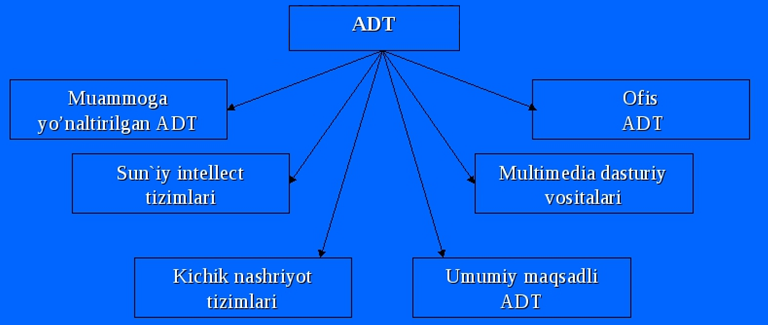 ADT
Muammoga
yo’naltirilgan ADT
Ofis
ADT
Sun`iy intellect
tizimlari
Multimedia dasturiy
vositalari
Kichik nashriyot
tizimlari
Umumiy maqsadli
ADT